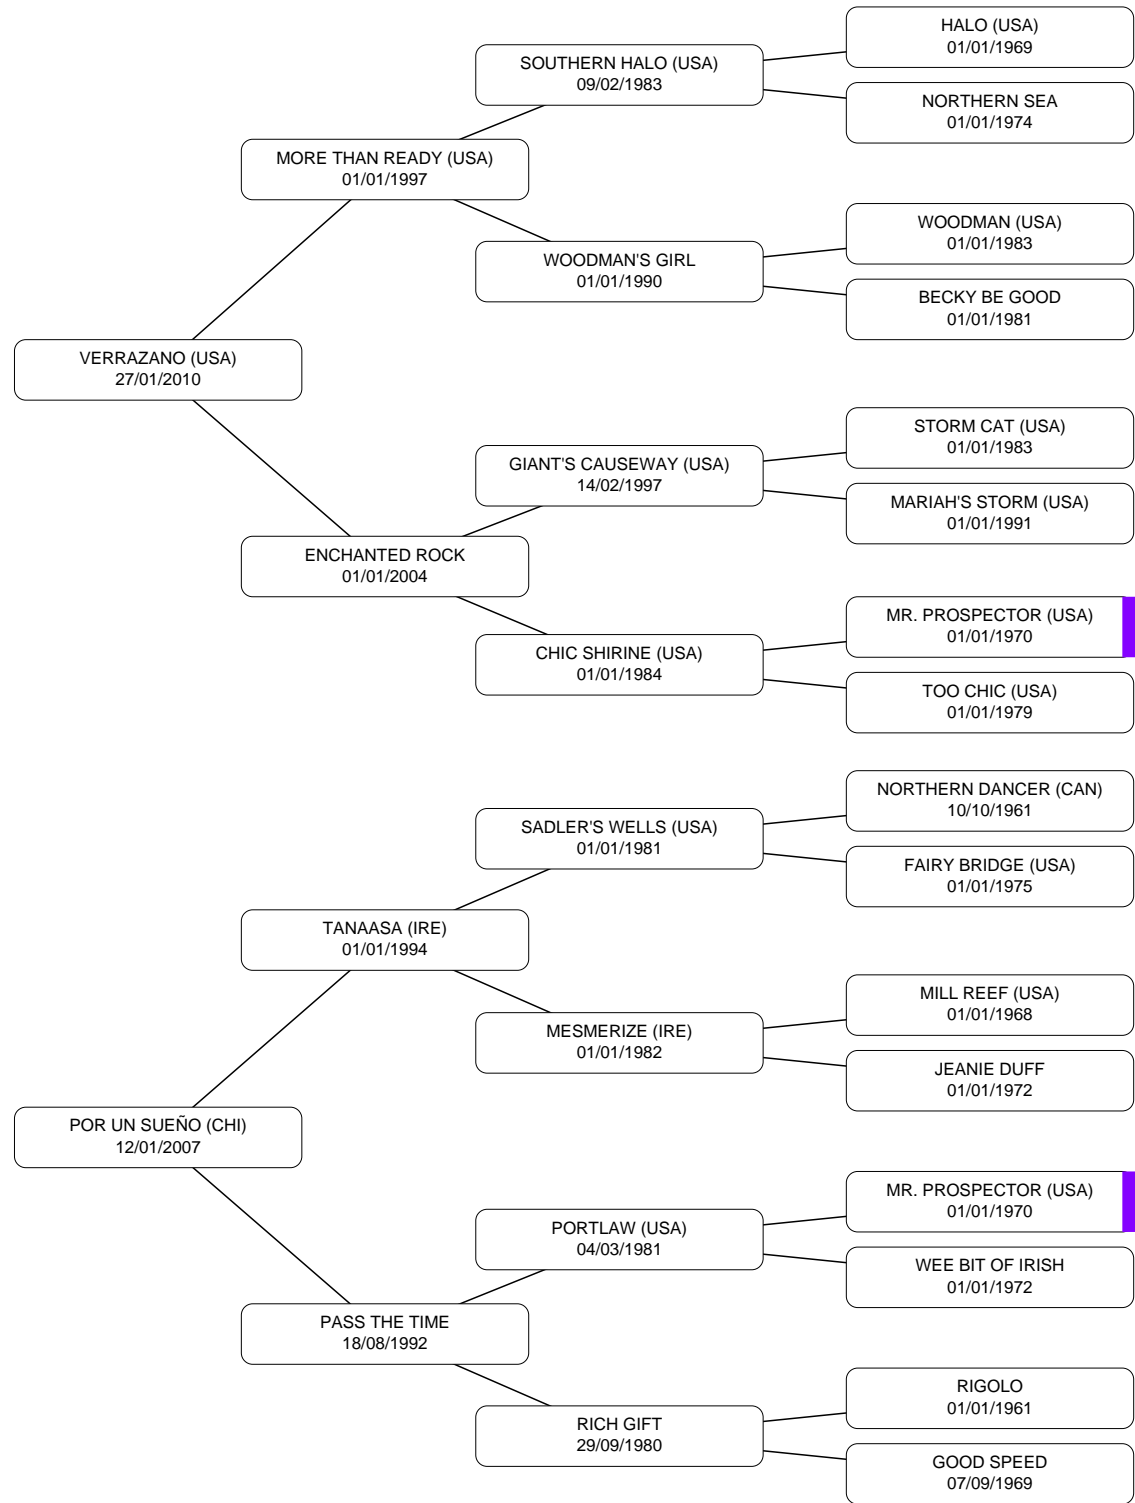 HALO (USA)
01/01/1969
SOUTHERN HALO (USA)
09/02/1983
NORTHERN SEA
01/01/1974
MORE THAN READY (USA)
01/01/1997
WOODMAN (USA)
01/01/1983
WOODMAN'S GIRL
01/01/1990
BECKY BE GOOD
01/01/1981
VERRAZANO (USA)
27/01/2010
STORM CAT (USA)
01/01/1983
GIANT'S CAUSEWAY (USA)
14/02/1997
MARIAH'S STORM (USA)
01/01/1991
ENCHANTED ROCK
01/01/2004
MR. PROSPECTOR (USA)
01/01/1970
CHIC SHIRINE (USA)
01/01/1984
TOO CHIC (USA)
01/01/1979
NORTHERN DANCER (CAN)
10/10/1961
SADLER'S WELLS (USA)
01/01/1981
FAIRY BRIDGE (USA)
01/01/1975
TANAASA (IRE)
01/01/1994
MILL REEF (USA)
01/01/1968
MESMERIZE (IRE)
01/01/1982
JEANIE DUFF
01/01/1972
POR UN SUEÑO (CHI)
12/01/2007
MR. PROSPECTOR (USA)
01/01/1970
PORTLAW (USA)
04/03/1981
WEE BIT OF IRISH
01/01/1972
PASS THE TIME
18/08/1992
RIGOLO
01/01/1961
RICH GIFT
29/09/1980
GOOD SPEED
07/09/1969